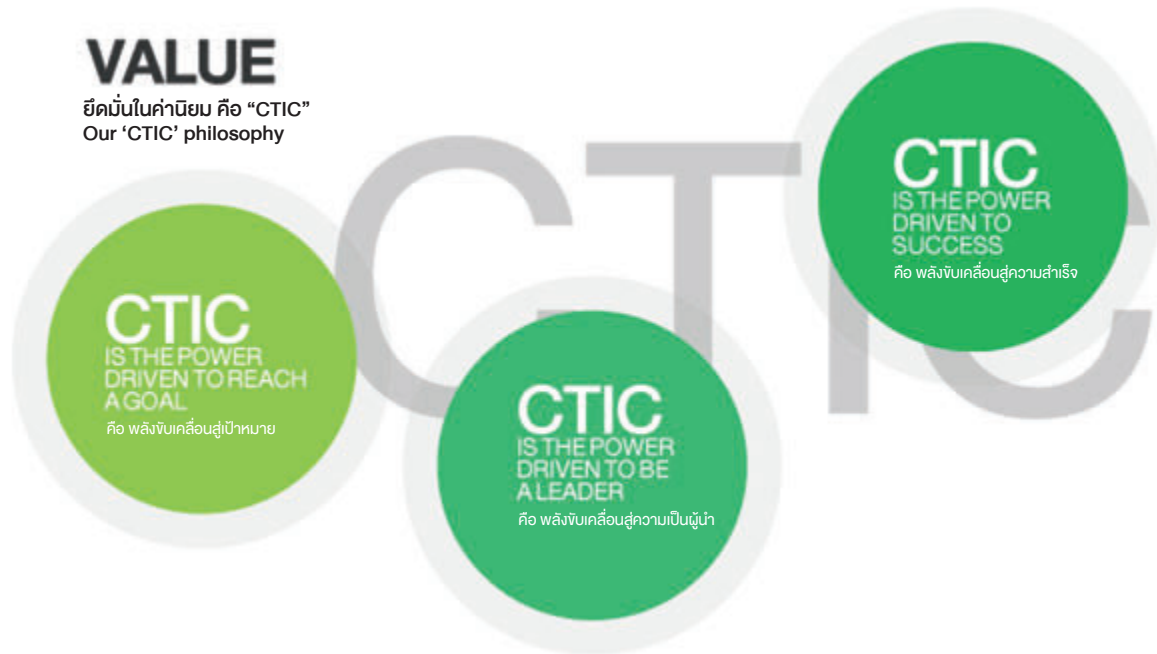 VALUE
ยึดมั่นในค่านิยม คือ “CTIC”
Our ‘CTIC’ philosophy
CTIC
CTIC
IS THE POWER
DRIVEN TO REACH
A GOAL
คือ พลังขับเคลื่อนสู่เป้าหมาย
CTIC
IS THE POWER
DRIVEN TO BE
A LEADER
คือ พลังขับเคลื่อนสู่ความเป็นผู้นำ
CTIC
IS THE POWER
DRIVEN TO
SUCCESS
คือ พลังขับเคลื่อนสู่ความสำเร็จ